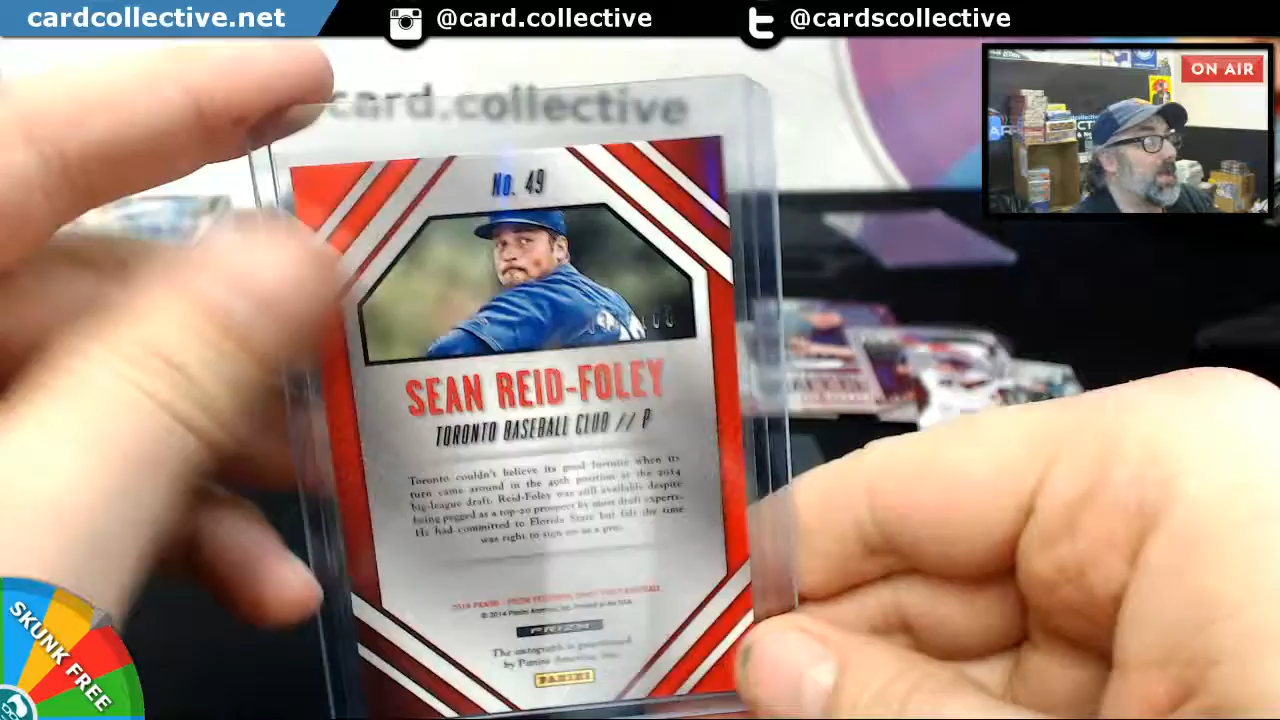 cardcollective.net
@card.collective
@cardscollective
ON AIR
card.collective
No. 49
SEAN REID-FOLEY
TORONTO BASEBALL CLUB // P
Toronto couldn't believe its good fortune when its
turn came around in the 49th position at the 2014
big-league draft. Reid-Foley was still available despite
being pegged as a top-20 prospect by most draft experts.
He had committed to Florida State but felt the time
was right to sign on as a pro.
© 2014 Panini America, Inc. Printed in the USA.
PRIZM
The autograph is guaranteed
by Panini America, Inc.
PANINI
SKUNK FREE